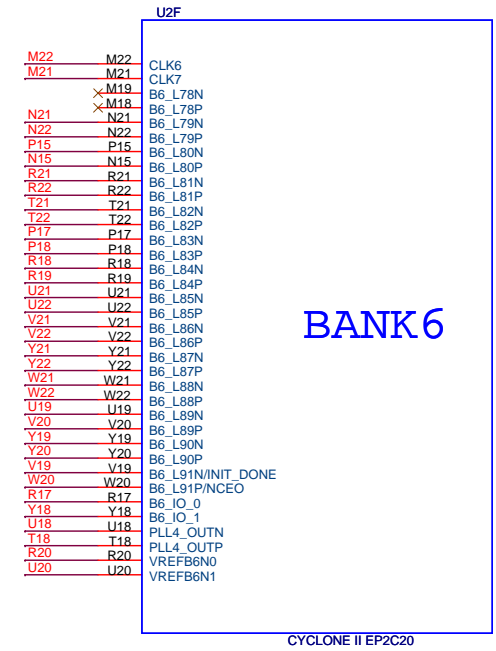 U2F
M22 M22 CLK6
M21 M21 CLK7
M19 B6_L78N
M18 B6_L78P
N21 N21 B6_L79N
N22 N22 B6_L79P
P15 P15 B6_L80N
N15 N15 B6_L80P
R21 R21 B6_L81N
R22 R22 B6_L81P
T21 T21 B6_L82N
T22 T22 B6_L82P
P17 P17 B6_L83N
P18 P18 B6_L83P
R18 R18 B6_L84N
R19 R19 B6_L84P
U21 U21 B6_L85N
U22 U22 B6_L85P
V21 V21 B6_L86N
V22 V22 B6_L86P
Y21 Y21 B6_L87N
Y22 Y22 B6_L87P
W21 W21 B6_L88N
W22 W22 B6_L88P
U19 U19 B6_L89N
V20 V20 B6_L89P
Y19 Y19 B6_L90N
Y20 Y20 B6_L90P
V19 V19 B6_L91N/INIT_DONE
W20 W20 B6_L91P/NCEO
R17 R17 B6_IO_0
Y18 Y18 B6_IO_1
U18 U18 PLL4_OUTN
T18 T18 PLL4_OUTP
R20 R20 VREFB6N0
U20 U20 VREFB6N1
BANK6
CYCLONE II EP2C20